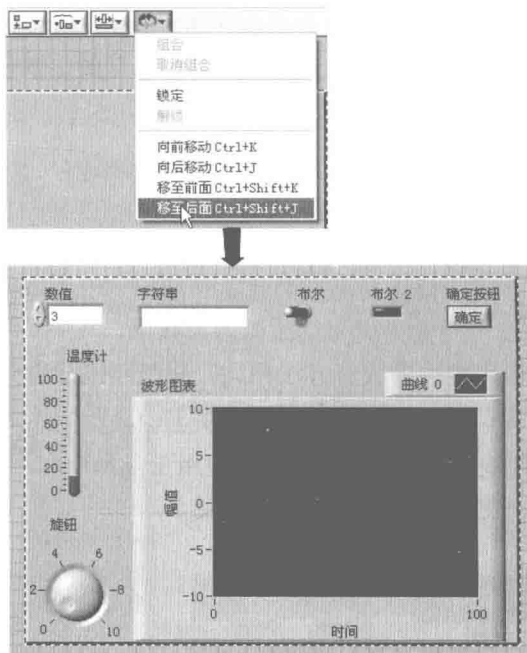 组合
取消组合
锁定
解锁
向前移动 Ctrl+K
向后移动 Ctrl+J
移至前面 Ctrl+Shift+K
移至后面 Ctrl+Shift+J
数值 字符串 布尔 布尔 2 确定按钮
3 确定
温度计
100
80
60
40
20
0
波形图表 曲线 0
10
5
0
-5
-10
幅值
0 100
时间
旋钮
4 6
2 8
0 10